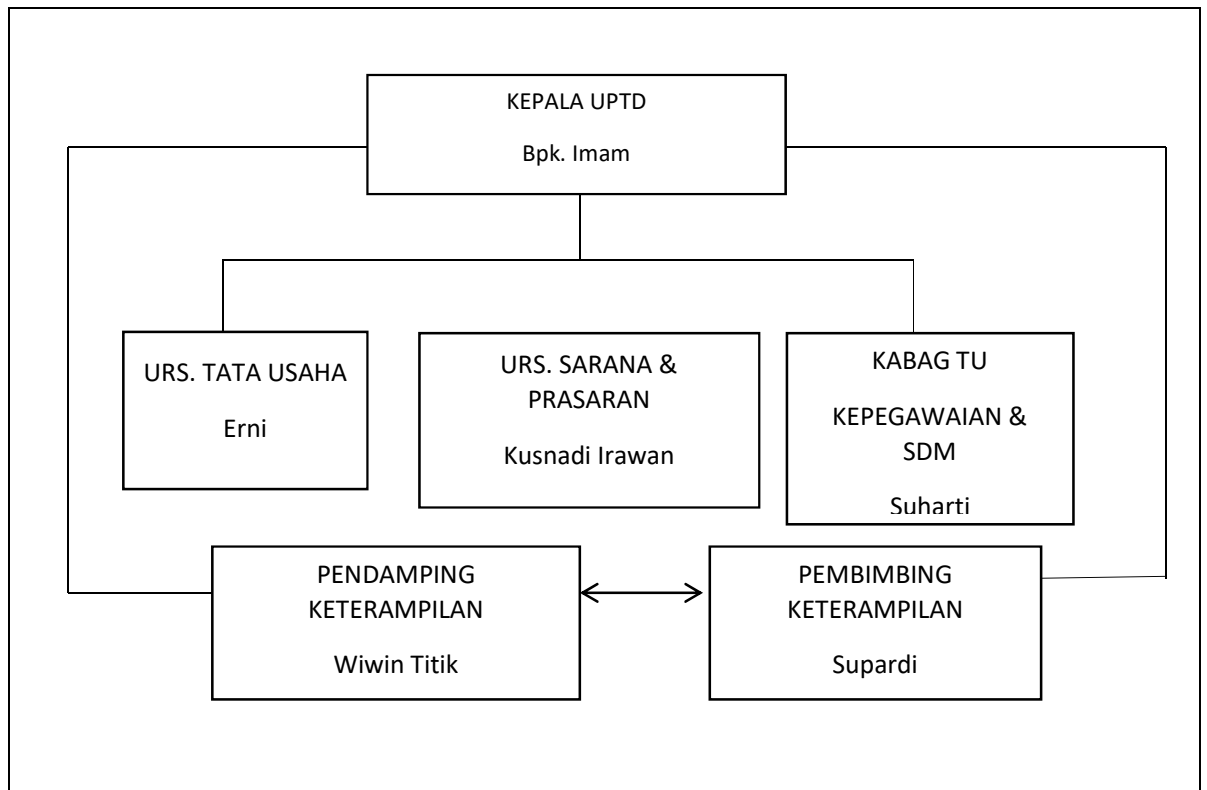 KEPALA UPTD
Bpk. Imam
URS. TATA USAHA
Erni
URS. SARANA &
PRASARAN
Kusnadi Irawan
KABAG TU
KEPEGAWAIAN &
SDM
Suharti
PENDAMPING
KETERAMPILAN
Wiwin Titik
PEMBIMBING
KETERAMPILAN
Supardi